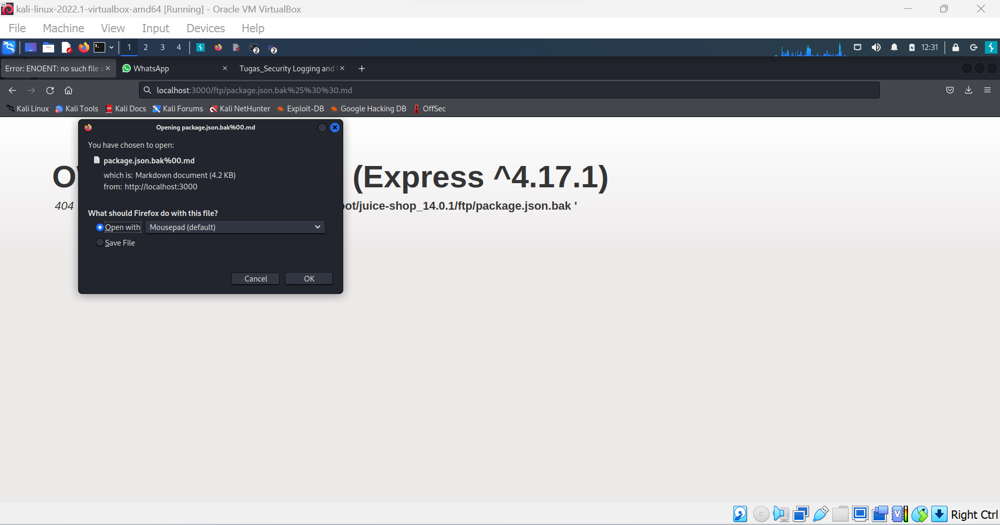 kali-linux-2022.1-virtualbox-amd64 [Running] - Oracle VM VirtualBox
File Machine View Input Devices Help
1 2 3 4 2 2 12:31
Error: ENOENT: no such file WhatsApp Tugas_Security Logging and
localhost:3000/ftp/package.json.bak%25%30%30.md
Kali Linux Kali Tools Kali Docs Kali Forums Kali NetHunter Exploit-DB Google Hacking DB OffSec
Opening package.json.bak%00.md
You have chosen to open:
package.json.bak%00.md
which is: Markdown document (4.2 KB)
from: http://localhost:3000
What should Firefox do with this file?
Open with Mousepad (default)
Save File
Cancel OK
(Express ^4.17.1)
404 ot/juice-shop_14.0.1/ftp/package.json.bak '
V
Right Ctrl